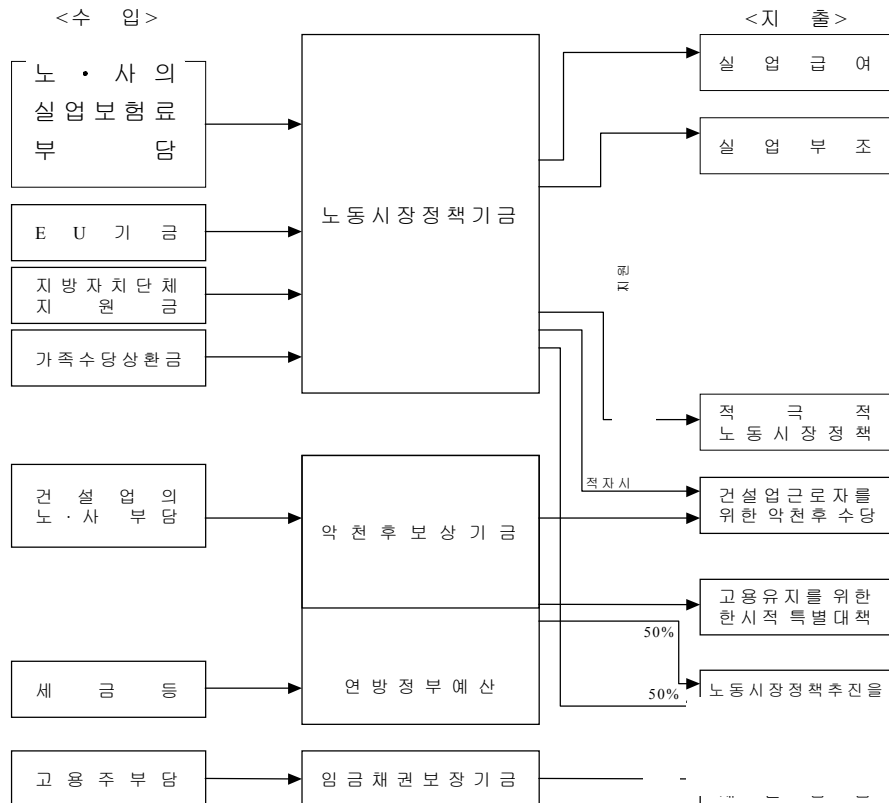 <수 입>
<지 출>
노 · 사 의
실업보험료
부 담
E U 기 금
지방자치단체
지 원 금
가족수당상환금
건 설 업 의
노 · 사 부 담
세 금 등
고 용 주 부 담
노동시장정책기금
악천후보상기금
연방정부예산
임금채권보장기금
지원
적자시
50%
50%
실 업 급 여
실 업 부 조
적 극 적
노동시장정책
건설업근로자를
위한 악천후 수당
고용유지를 위한
한시적 특별대책
노동시장정책추진을